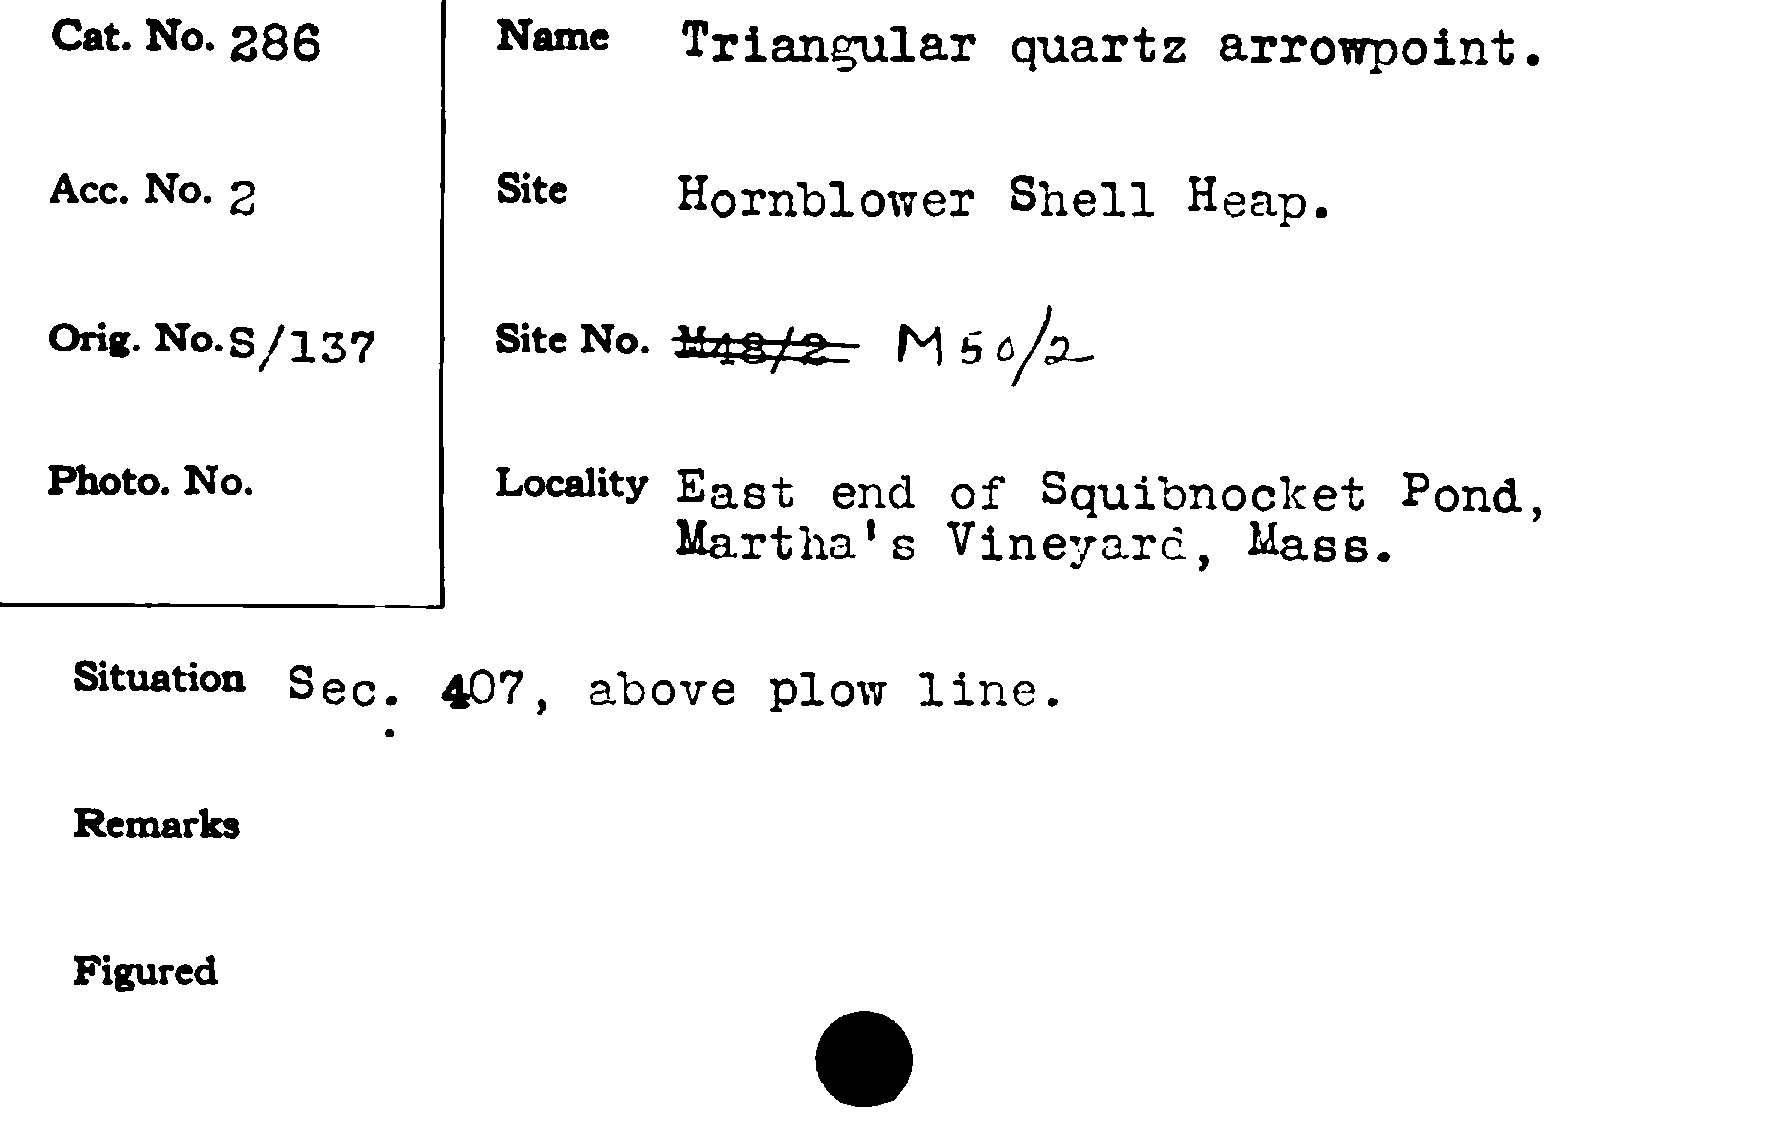 Cat. No. 286
Acc. No. 2
Orig. No. S/137
Photo. No.
Name Triangular quartz arrowpoint.
Site Hornblower Shell Heap.
Site No. M48/2 M50/2
Locality East end of Squibnocket Pond,
Martha's Vineyard, Mass.
Situation Sec. 407, above plow line.
Remarks
Figured